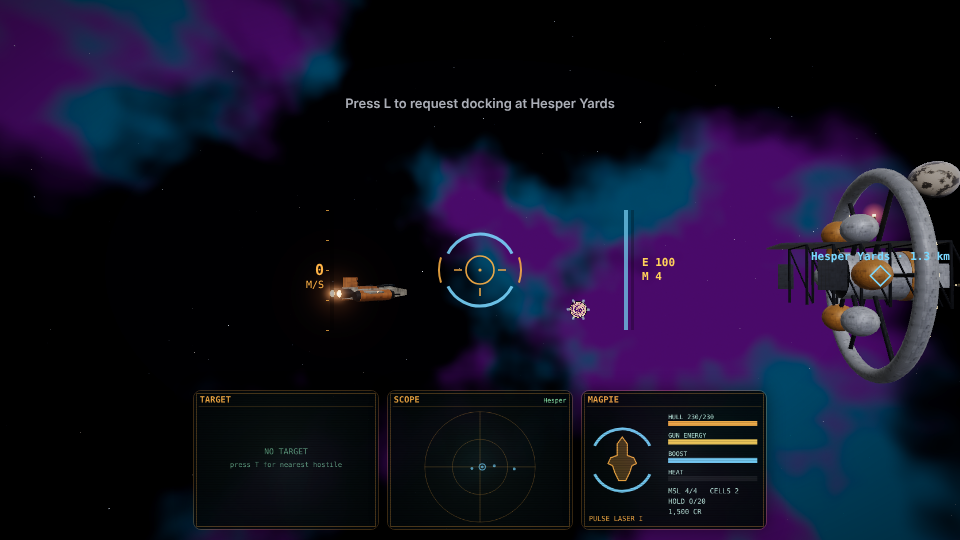 Press L to request docking at Hesper Yards
Hesper Yards · 1.3 km
0
M/S
E 100
M 4
TARGET
NO TARGET
press T for nearest hostile
SCOPE
Hesper
MAGPIE
HULL 230/230
GUN ENERGY
BOOST
HEAT
MSL 4/4 CELLS 2
HOLD 0/20
1,500 CR
PULSE LASER I